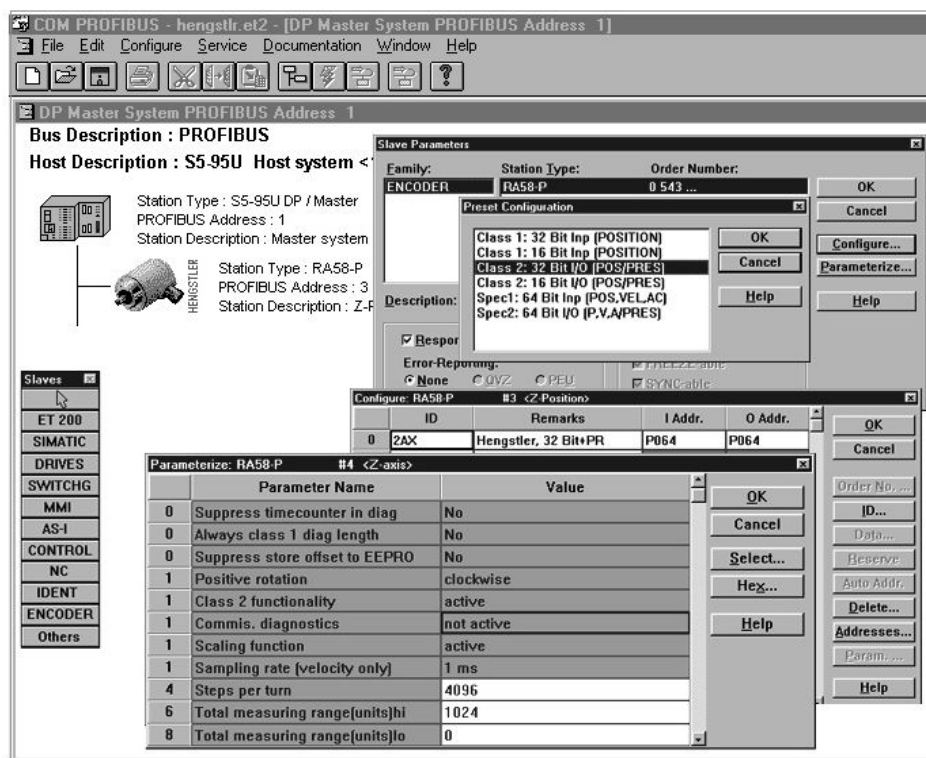 COM PROFIBUS - hengstlr.et2 - [DP Master System PROFIBUS Address 1]
File Edit Configure Service Documentation Window Help
DP Master System PROFIBUS Address 1
Bus Description : PROFIBUS
Host Description : S5-95U Host system <
Station Type : S5-95U DP / Master
PROFIBUS Address : 1
Station Description : Master system
HENGSTLER
Station Type : RA58-P
PROFIBUS Address : 3
Station Description : Z-P
Slave Parameters
Family: Station Type: Order Number:
ENCODER RA58-P 0 543 ...
OK
Cancel
Configure...
Parameterize...
Help
Description:
Respor
Error-Reporting:
None QVZ PEU
FREEZE-able
SYNC-able
Preset Configuration
Class 1: 32 Bit Inp (POSITION)
Class 1: 16 Bit Inp (POSITION)
Class 2: 32 Bit I/O (POS/PRES)
Class 2: 16 Bit I/O (POS/PRES)
Spec1: 64 Bit Inp (POS,VEL,AC)
Spec2: 64 Bit I/O (P,V,A/PRES)
OK
Cancel
Help
Slaves
ET 200
SIMATIC
DRIVES
SWITCHG
MMI
AS-I
CONTROL
NC
IDENT
ENCODER
Others
Configure: RA58-P #3 <Z-Position>
ID Remarks I Addr. O Addr.
0 2AX Hengstler, 32 Bit+PR P064 P064
OK
Cancel
Order No. ...
ID...
Data...
Reserve
Auto Addr.
Delete...
Addresses...
Param. ...
Help
Parameterize: RA58-P #4 <Z-axis>
Parameter Name Value
0 Suppress timecounter in diag No
0 Always class 1 diag length No
0 Suppress store offset to EEPRO No
1 Positive rotation clockwise
1 Class 2 functionality active
1 Commis. diagnostics not active
1 Scaling function active
1 Sampling rate (velocity only) 1 ms
4 Steps per turn 4096
6 Total measuring range(units)hi 1024
8 Total measuring range(units)lo 0
OK
Cancel
Select...
Hex...
Help